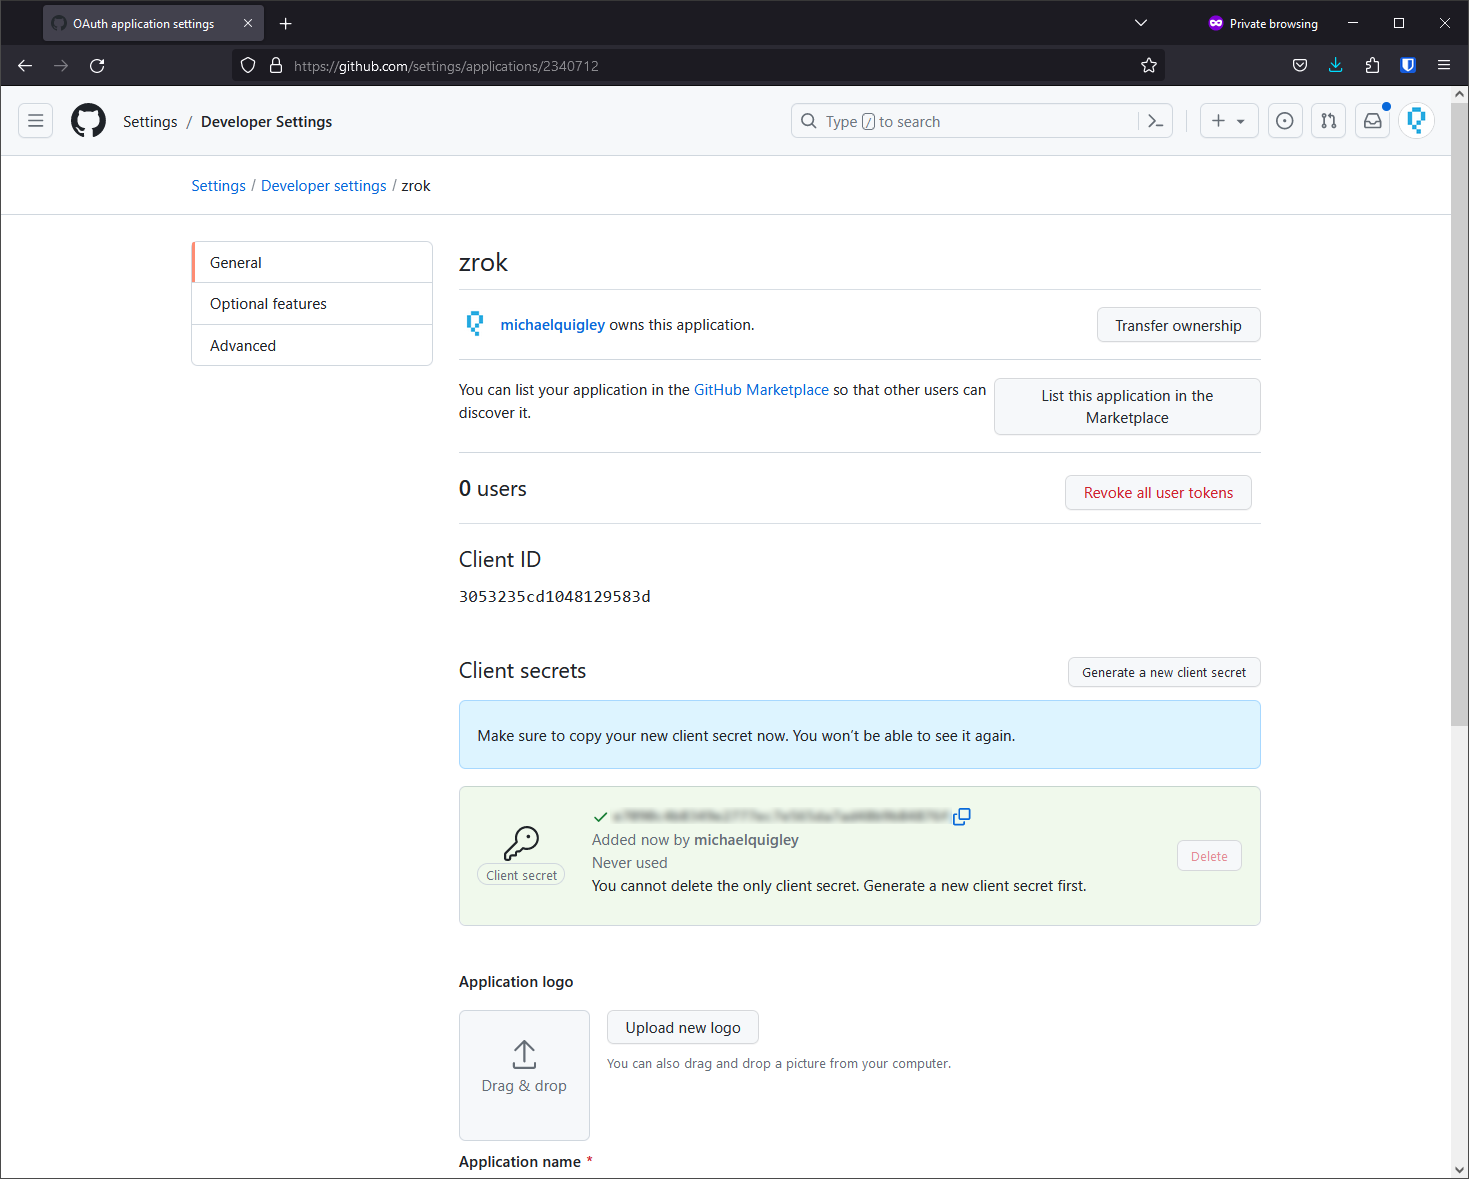 OAuth application settings
Private browsing
https://github.com/settings/applications/2340712
Settings / Developer Settings
Type / to search
Settings / Developer settings / zrok
General
Optional features
Advanced
zrok
michaelquigley owns this application.
Transfer ownership
You can list your application in the GitHub Marketplace so that other users can
discover it.
List this application in the
Marketplace
0 users
Revoke all user tokens
Client ID
3053235cd1048129583d
Client secrets
Generate a new client secret
Make sure to copy your new client secret now. You won't be able to see it again.
Client secret
Added now by michaelquigley
Never used
You cannot delete the only client secret. Generate a new client secret first.
Delete
Application logo
Drag & drop
Upload new logo
You can also drag and drop a picture from your computer.
Application name *